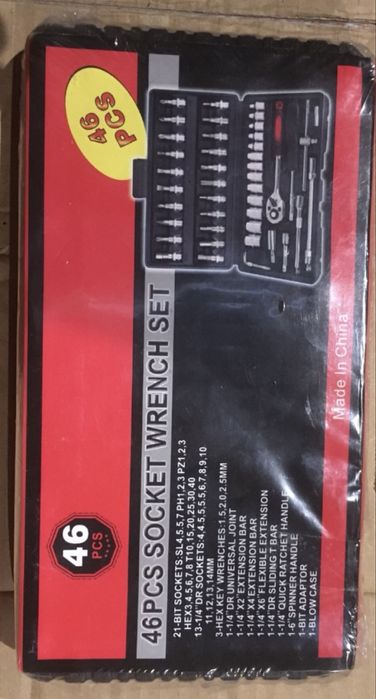 46
PCS
46
PCS
46PCS SOCKET WRENCH SET
21-BIT SOCKETS:SL4,5.5,7 PH1,2,3 PZ1,2,3
HEX3,4,5,6,7,8 T10,15,20,25,30,40
13-1/4"DR SOCKETS:4,4.5,5,5.5,6,7,8,9,10
11,12,13,14MM
3-HEX KEY WRENCHES:1.5,2.0,2.5MM
1-1/4"DR UNIVERSAL JOINT
1-1/4"X2"EXTENSION BAR
1-1/4"X4EXTENSION BAR
1-1/4"X6"FLEXIBLE EXTENSION
1-1/4"DR SLIDING T BAR
1-1/4"QUICK RATCHET HANDLE
1-6"SPINNER HANDLE
1-BIT ADAPTOR
1-BLOW CASE
Made In China